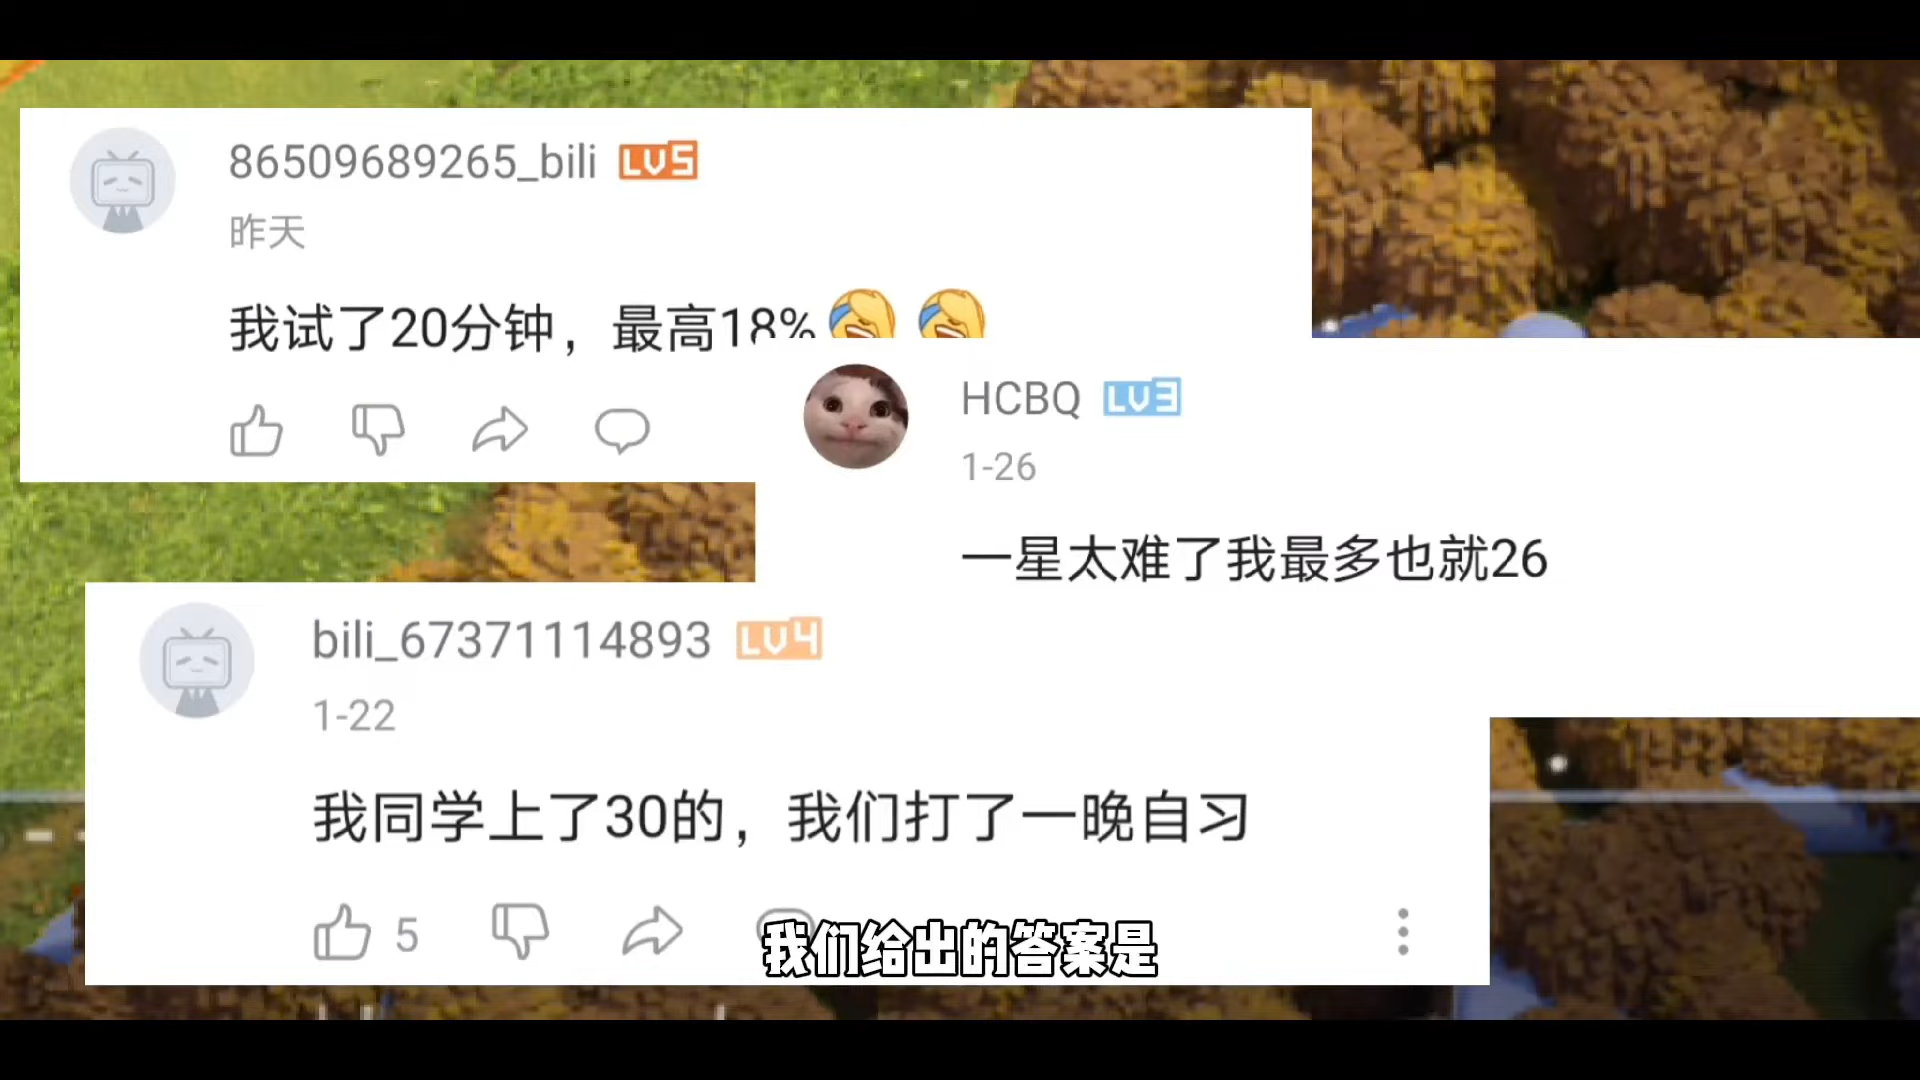 86509689265_bili LV5
昨天
我试了20分钟，最高18%
HCBQ LV3
1-26
一星太难了我最多也就26
bili_67371114893 LV4
1-22
我同学上了30的，我们打了一晚自习
5
我们给出的答案是